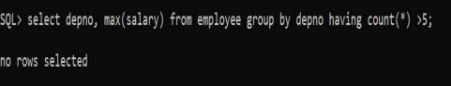 SQL> select depno, max(salary) from employee group by depno having count(*) >5;
no rows selected